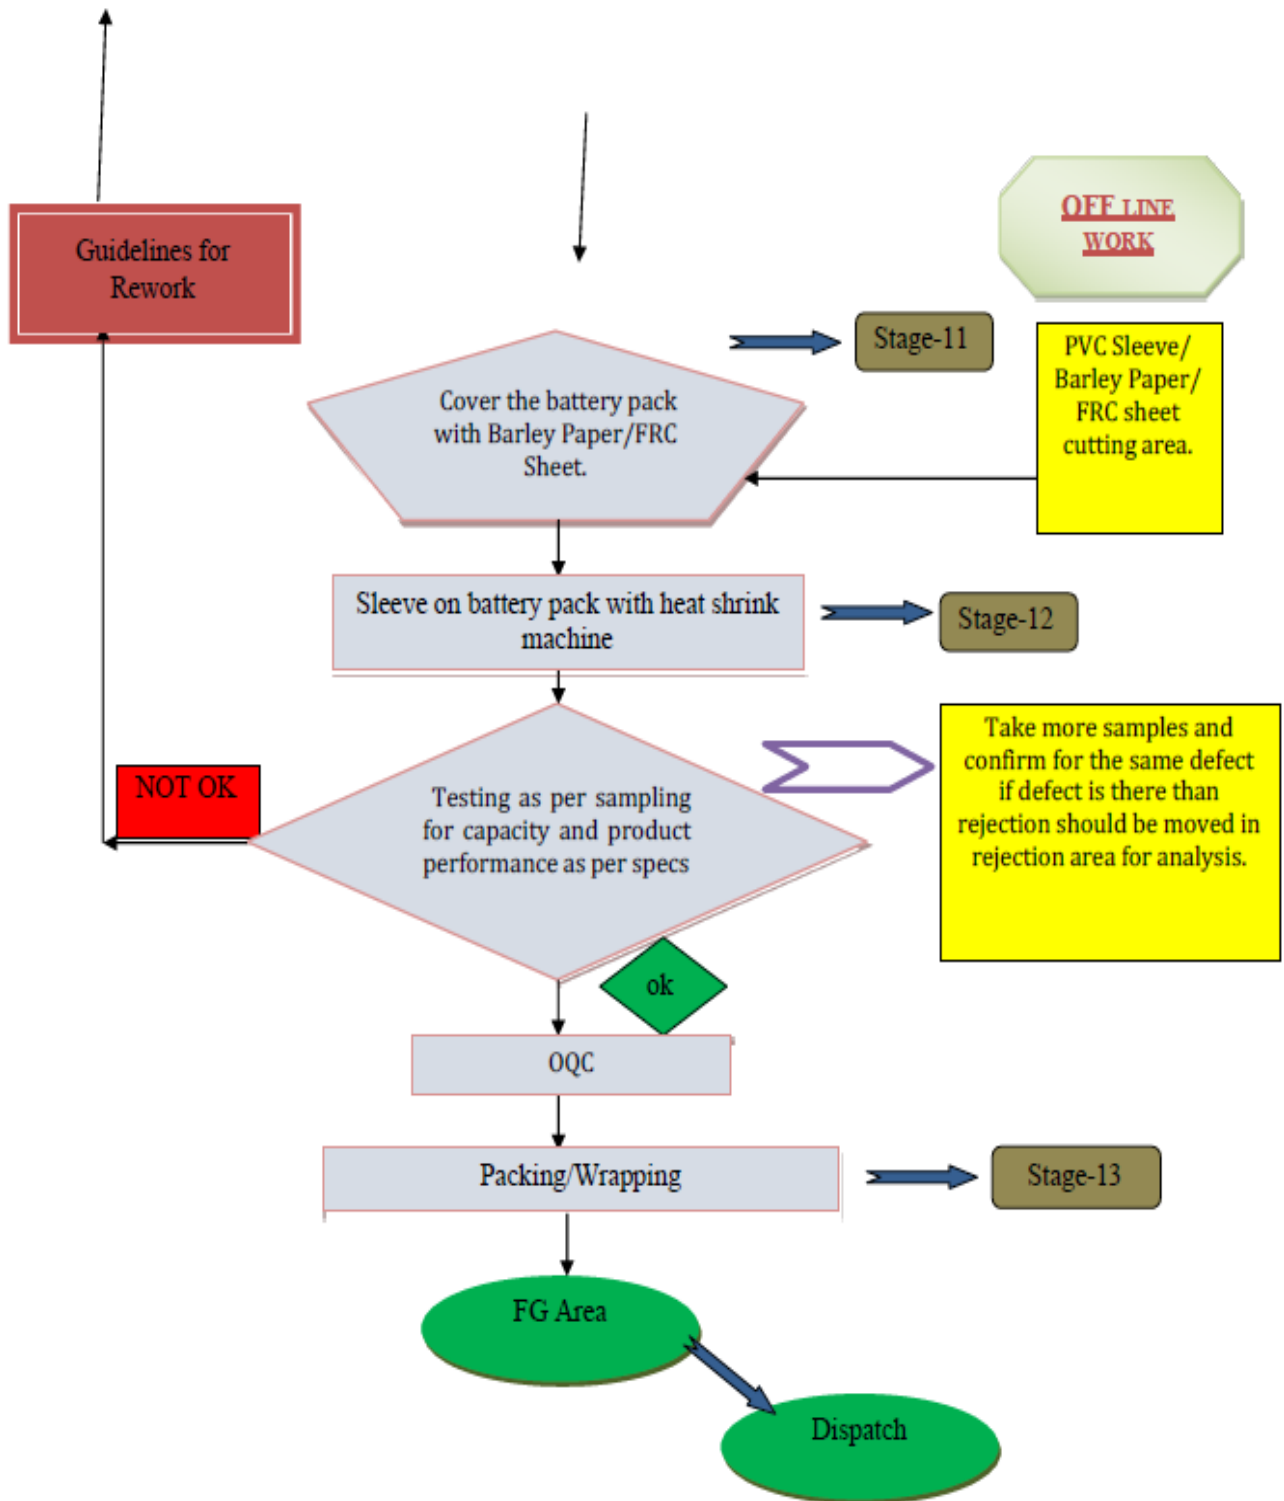 Guidelines for
Rework
OFF LINE
WORK
Stage-11
PVC Sleeve/
Barley Paper/
FRC sheet
cutting area.
Cover the battery pack
with Barley Paper/FRC
Sheet.
Sleeve on battery pack with heat shrink
machine
Stage-12
NOT OK
Testing as per sampling
for capacity and product
performance as per specs
Take more samples and
confirm for the same defect
if defect is there than
rejection should be moved in
rejection area for analysis.
ok
OQC
Packing/Wrapping
Stage-13
FG Area
Dispatch